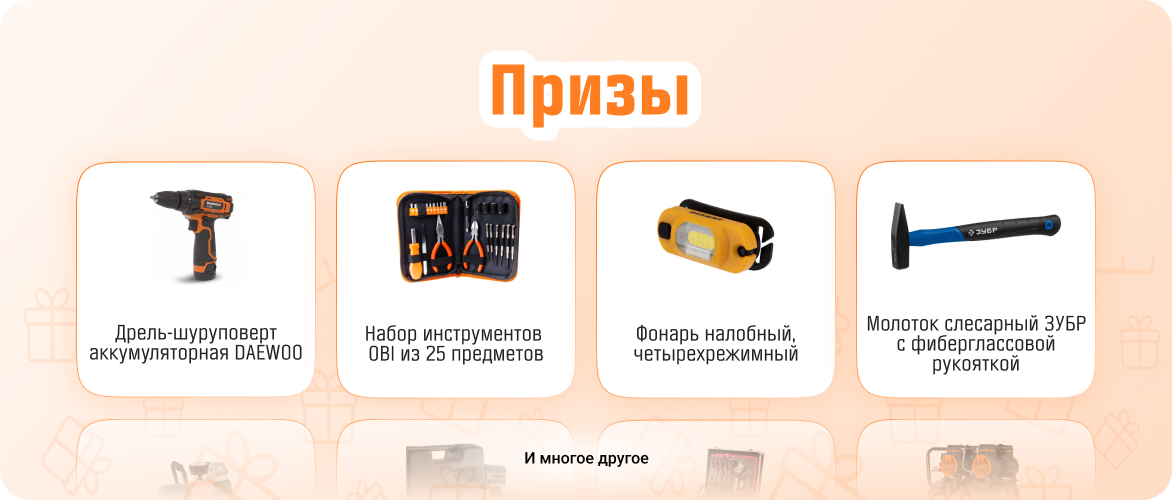 Призы
Дрель-шуруповерт
аккумуляторная DAEWOO
Набор инструментов
OBI из 25 предметов
Фонарь налобный,
четырехрежимный
ЗУБР
Молоток слесарный ЗУБР
с фиберглассовой
рукояткой
И многое другое